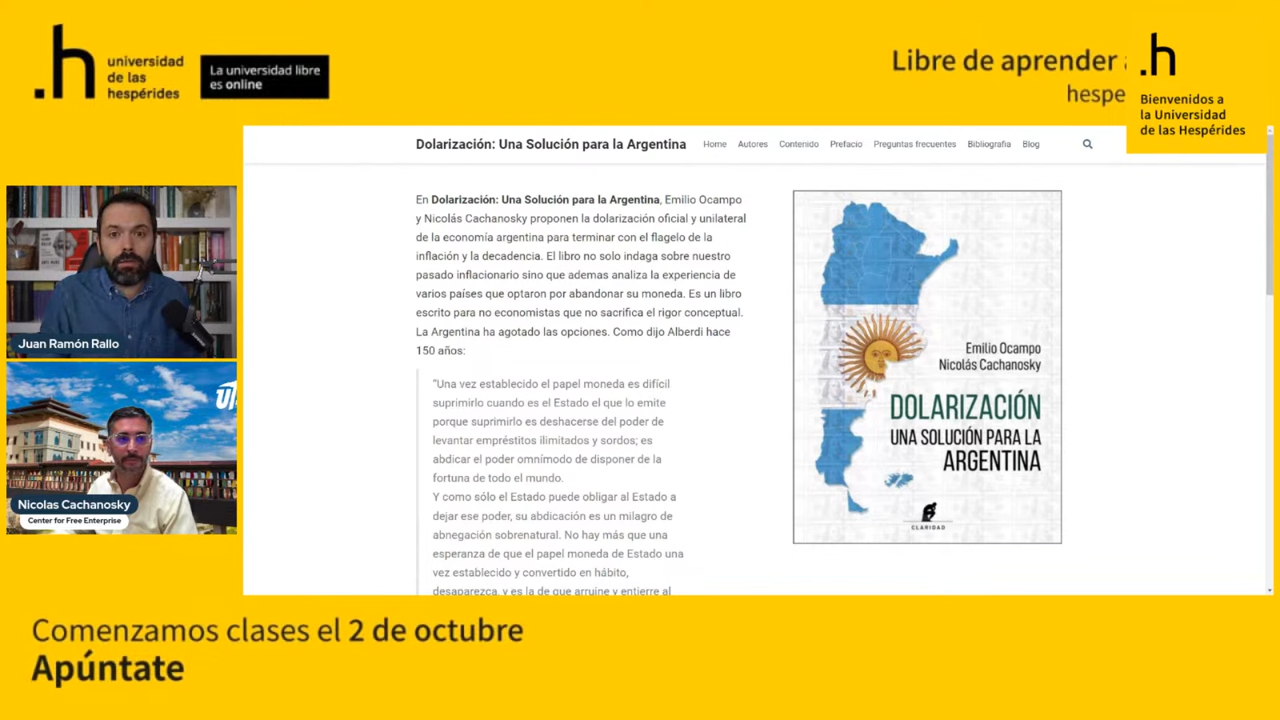 .h
universidad
de las
hespérides
La universidad libre
es online
Libre de aprender
hespe
.h
Bienvenidos a
la Universidad
de las Hespérides
Dolarización: Una Solución para la Argentina
Home Autores Contenido Prefacio Preguntas frecuentes Bibliografía Blog
En Dolarización: Una Solución para la Argentina, Emilio Ocampo
y Nicolás Cachanosky proponen la dolarización oficial y unilateral
de la economía argentina para terminar con el flagelo de la
inflación y la decadencia. El libro no solo indaga sobre nuestro
pasado inflacionario sino que ademas analiza la experiencia de
varios países que optaron por abandonar su moneda. Es un libro
escrito para no economistas que no sacrifica el rigor conceptual.
La Argentina ha agotado las opciones. Como dijo Alberdi hace
150 años:
“Una vez establecido el papel moneda es difícil
suprimirlo cuando es el Estado el que lo emite
porque suprimirlo es deshacerse del poder de
levantar empréstitos ilimitados y sordos; es
abdicar el poder omnímodo de disponer de la
fortuna de todo el mundo.
Y como sólo el Estado puede obligar al Estado a
dejar ese poder, su abdicación es un milagro de
abnegación sobrenatural. No hay más que una
esperanza de que el papel moneda de Estado una
vez establecido y convertido en hábito,
desaparezca, y es la de que arruine y entierre al
Emilio Ocampo
Nicolás Cachanosky
DOLARIZACIÓN
UNA SOLUCIÓN PARA LA
ARGENTINA
CLARIDAD
Juan Ramón Rallo
Nicolas Cachanosky
Center for Free Enterprise
Comenzamos clases el 2 de octubre
Apúntate